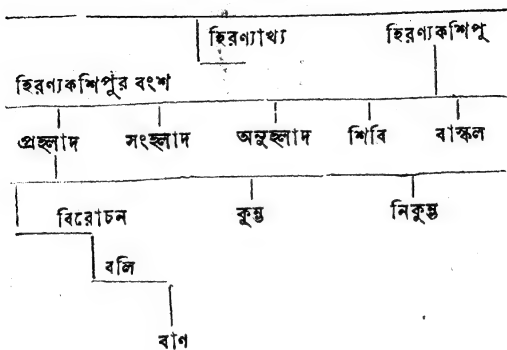 হিরণ্যাখ্য হিরণ্যকশিপু
হিরণ্যকশিপুর বংশ
প্রহ্লাদ সংহ্লাদ অনুহ্লাদ শিবি বাস্কল
বিরোচন কুম্ভ নিকুম্ভ
বলি
বাণ